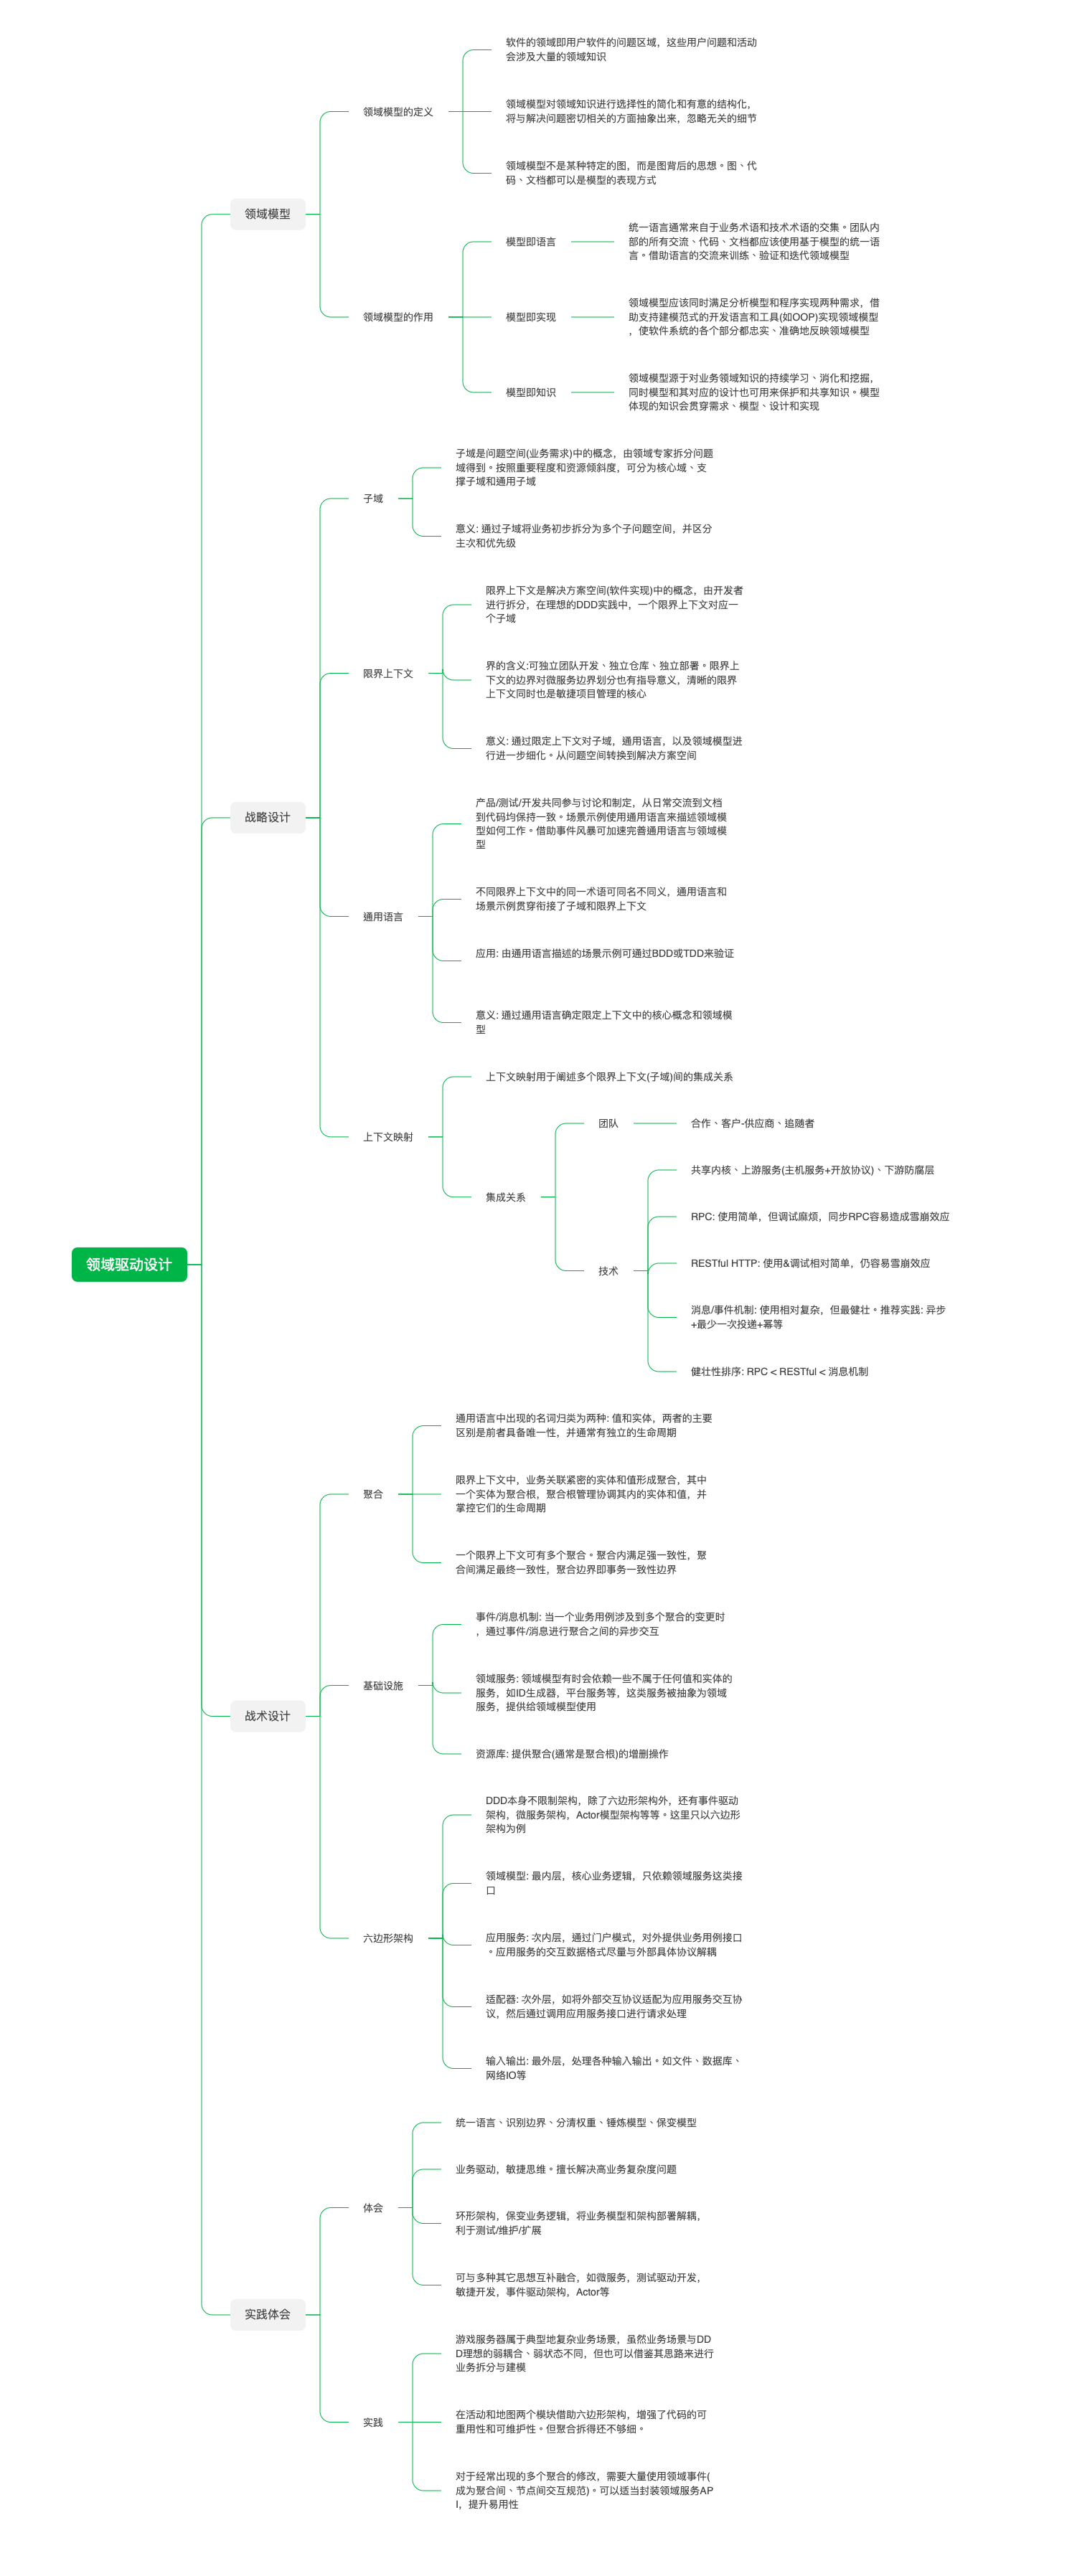 领域驱动设计
领域模型
领域模型的定义
软件的领域即用户软件的问题区域，这些用户问题和活动
会涉及大量的领域知识
领域模型对领域知识进行选择性的简化和有意的结构化，
将与解决问题密切相关的方面抽象出来，忽略无关的细节
领域模型不是某种特定的图，而是图背后的思想。图、代
码、文档都可以是模型的表现方式
领域模型的作用
模型即语言
统一语言通常来自于业务术语和技术术语的交集。团队内
部的所有交流、代码、文档都应该使用基于模型的统一语
言。借助语言的交流来训练、验证和迭代领域模型
模型即实现
领域模型应该同时满足分析模型和程序实现两种需求，借
助支持建模范式的开发语言和工具(如OOP)实现领域模型
，使软件系统的各个部分都忠实、准确地反映领域模型
模型即知识
领域模型源于对业务领域知识的持续学习、消化和挖掘，
同时模型和其对应的设计也可用来保护和共享知识。模型
体现的知识会贯穿需求、模型、设计和实现
战略设计
子域
子域是问题空间(业务需求)中的概念，由领域专家拆分问题
域得到。按照重要程度和资源倾斜度，可分为核心域、支
撑子域和通用子域
意义: 通过子域将业务初步拆分为多个子问题空间，并区分
主次和优先级
限界上下文
限界上下文是解决方案空间(软件实现)中的概念，由开发者
进行拆分，在理想的DDD实践中，一个限界上下文对应一
个子域
界的含义:可独立团队开发、独立仓库、独立部署。限界上
下文的边界对微服务边界划分也有指导意义，清晰的限界
上下文同时也是敏捷项目管理的核心
意义: 通过限定上下文对子域，通用语言，以及领域模型进
行进一步细化。从问题空间转换到解决方案空间
通用语言
产品/测试/开发共同参与讨论和制定，从日常交流到文档
到代码均保持一致。场景示例使用通用语言来描述领域模
型如何工作。借助事件风暴可加速完善通用语言与领域模
型
不同限界上下文中的同一术语可同名不同义，通用语言和
场景示例贯穿衔接了子域和限界上下文
应用: 由通用语言描述的场景示例可通过BDD或TDD来验证
意义: 通过通用语言确定限定上下文中的核心概念和领域模
型
上下文映射
上下文映射用于阐述多个限界上下文(子域)间的集成关系
集成关系
团队
合作、客户-供应商、追随者
技术
共享内核、上游服务(主机服务+开放协议)、下游防腐层
RPC: 使用简单，但调试麻烦，同步RPC容易造成雪崩效应
RESTful HTTP: 使用&调试相对简单，仍容易雪崩效应
消息/事件机制: 使用相对复杂，但最健壮。推荐实践: 异步
+最少一次投递+幂等
健壮性排序: RPC < RESTful < 消息机制
战术设计
聚合
通用语言中出现的名词归类为两种: 值和实体，两者的主要
区别是前者具备唯一性，并通常有独立的生命周期
限界上下文中，业务关联紧密的实体和值形成聚合，其中
一个实体为聚合根，聚合根管理协调其内的实体和值，并
掌控它们的生命周期
一个限界上下文可有多个聚合。聚合内满足强一致性，聚
合间满足最终一致性，聚合边界即事务一致性边界
基础设施
事件/消息机制: 当一个业务用例涉及到多个聚合的变更时
，通过事件/消息进行聚合之间的异步交互
领域服务: 领域模型有时会依赖一些不属于任何值和实体的
服务，如ID生成器，平台服务等，这类服务被抽象为领域
服务，提供给领域模型使用
资源库: 提供聚合(通常是聚合根)的增删操作
六边形架构
DDD本身不限制架构，除了六边形架构外，还有事件驱动
架构，微服务架构，Actor模型架构等等。这里只以六边形
架构为例
领域模型: 最内层，核心业务逻辑，只依赖领域服务这类接
口
应用服务: 次内层，通过门户模式，对外提供业务用例接口
。应用服务的交互数据格式尽量与外部具体协议解耦
适配器: 次外层，如将外部交互协议适配为应用服务交互协
议，然后通过调用应用服务接口进行请求处理
输入输出: 最外层，处理各种输入输出。如文件、数据库、
网络IO等
实践体会
体会
统一语言、识别边界、分清权重、锤炼模型、保变模型
业务驱动，敏捷思维。擅长解决高业务复杂度问题
环形架构，保变业务逻辑，将业务模型和架构部署解耦，
利于测试/维护/扩展
可与多种其它思想互补融合，如微服务，测试驱动开发，
敏捷开发，事件驱动架构，Actor等
实践
游戏服务器属于典型地复杂业务场景，虽然业务场景与DD
D理想的弱耦合、弱状态不同，但也可以借鉴其思路来进行
业务拆分与建模
在活动和地图两个模块借助六边形架构，增强了代码的可
重用性和可维护性。但聚合拆得还不够细。
对于经常出现的多个聚合的修改，需要大量使用领域事件(
成为聚合间、节点间交互规范)。可以适当封装领域服务AP
I，提升易用性